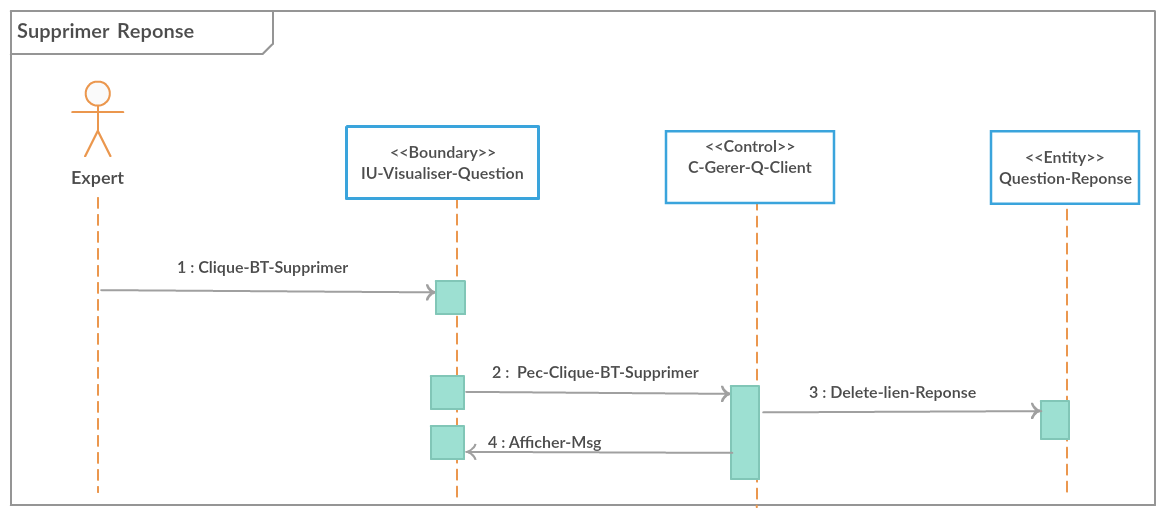 Supprimer Reponse
Expert
<<Boundary>>
IU-Visualiser-Question
<<Control>>
C-Gerer-Q-Client
<<Entity>>
Question-Reponse
1 : Clique-BT-Supprimer
2 : Pec-Clique-BT-Supprimer
3 : Delete-lien-Reponse
4 : Afficher-Msg